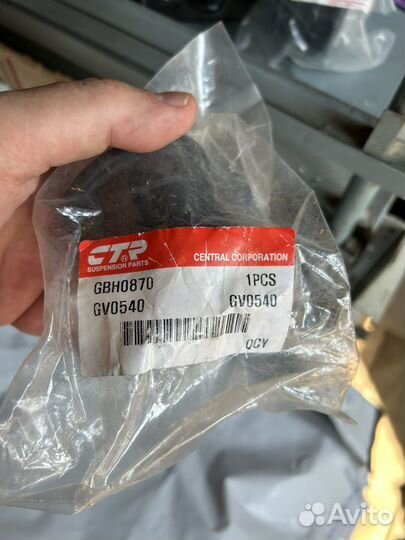 CTR®
SUSPENSION PARTS
CENTRAL CORPORATION
GBH0870 1PCS
GV0540 GV0540
QCY
Avito